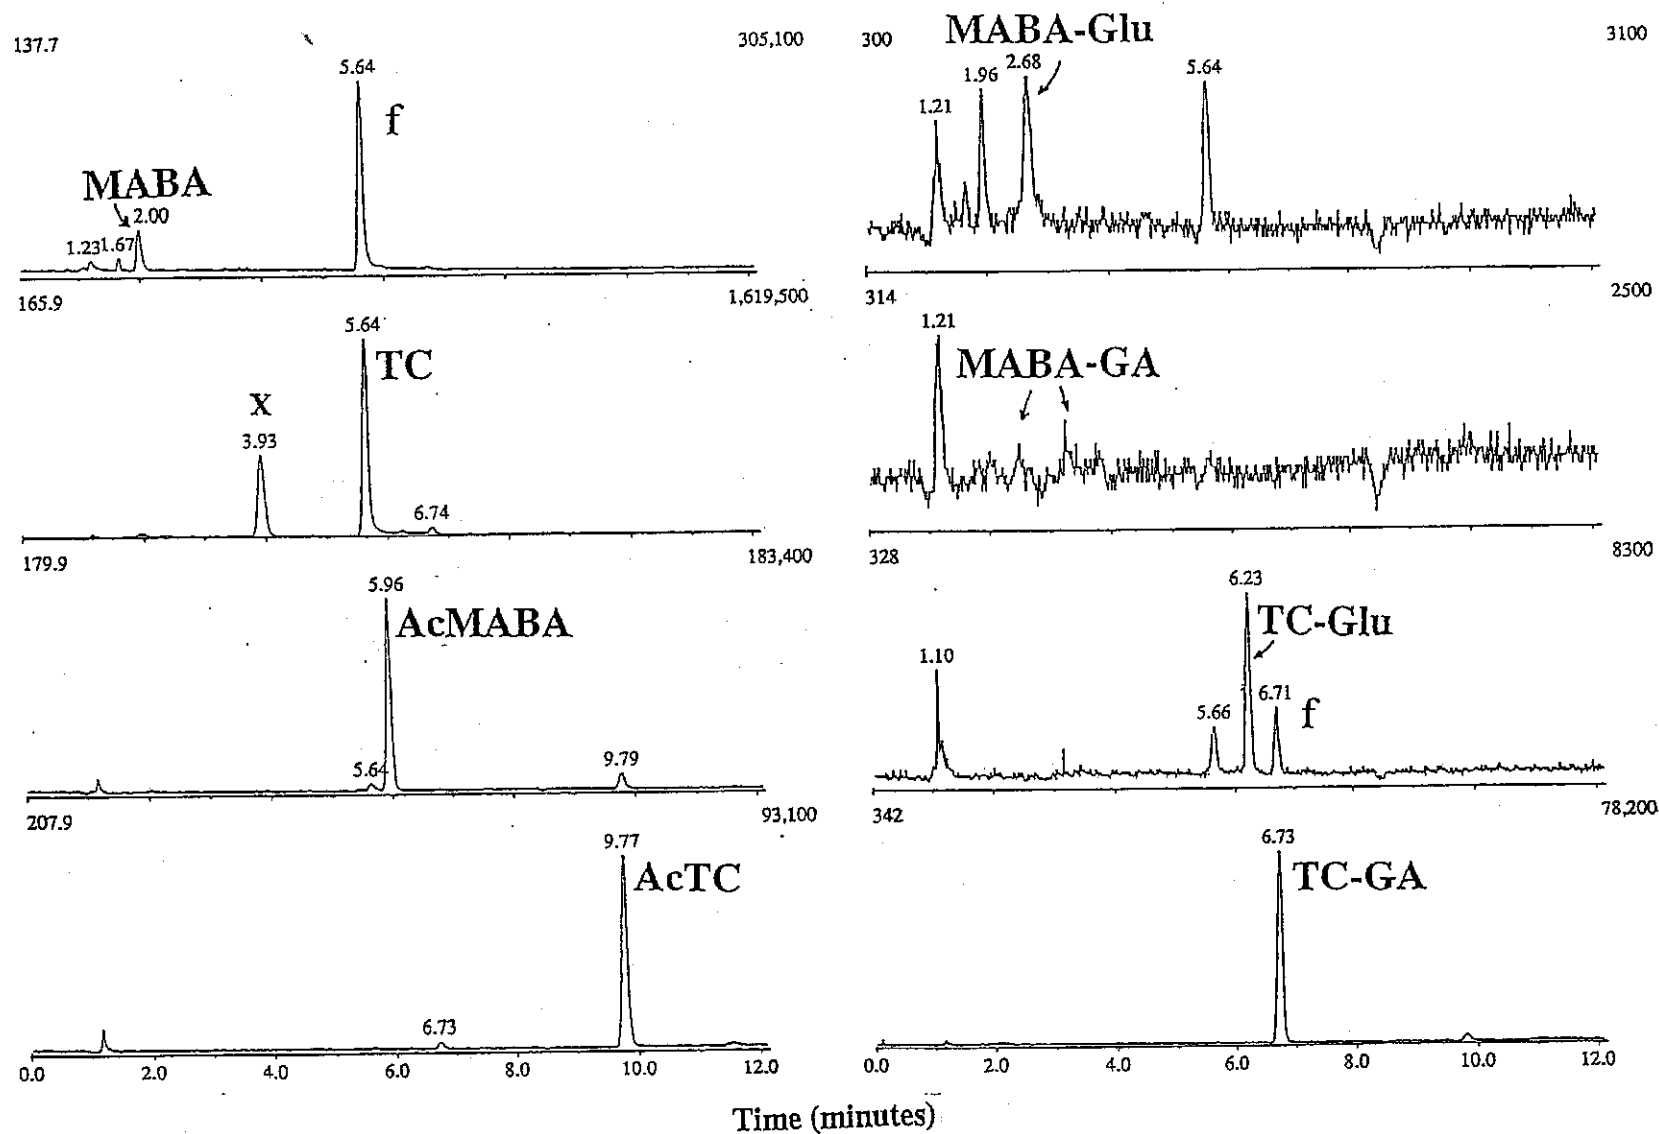 137.7 305,100
5.64
f
MABA
2.00
1.23 1.67
165.9 1,619,500
5.64
TC
X
3.93
6.74
179.9 183,400
5.96
AcMABA
5.64
9.79
207.9 93,100
9.77
AcTC
6.73
0.0 2.0 4.0 6.0 8.0 10.0 12.0
300 MABA-Glu 3100
1.96 2.68 5.64
1.21
314 2500
1.21
MABA-GA
328 8300
6.23
TC-Glu
1.10
5.66 6.71 f
342 78,200
6.73
TC-GA
0.0 2.0 4.0 6.0 8.0 10.0 12.0
Time (minutes)